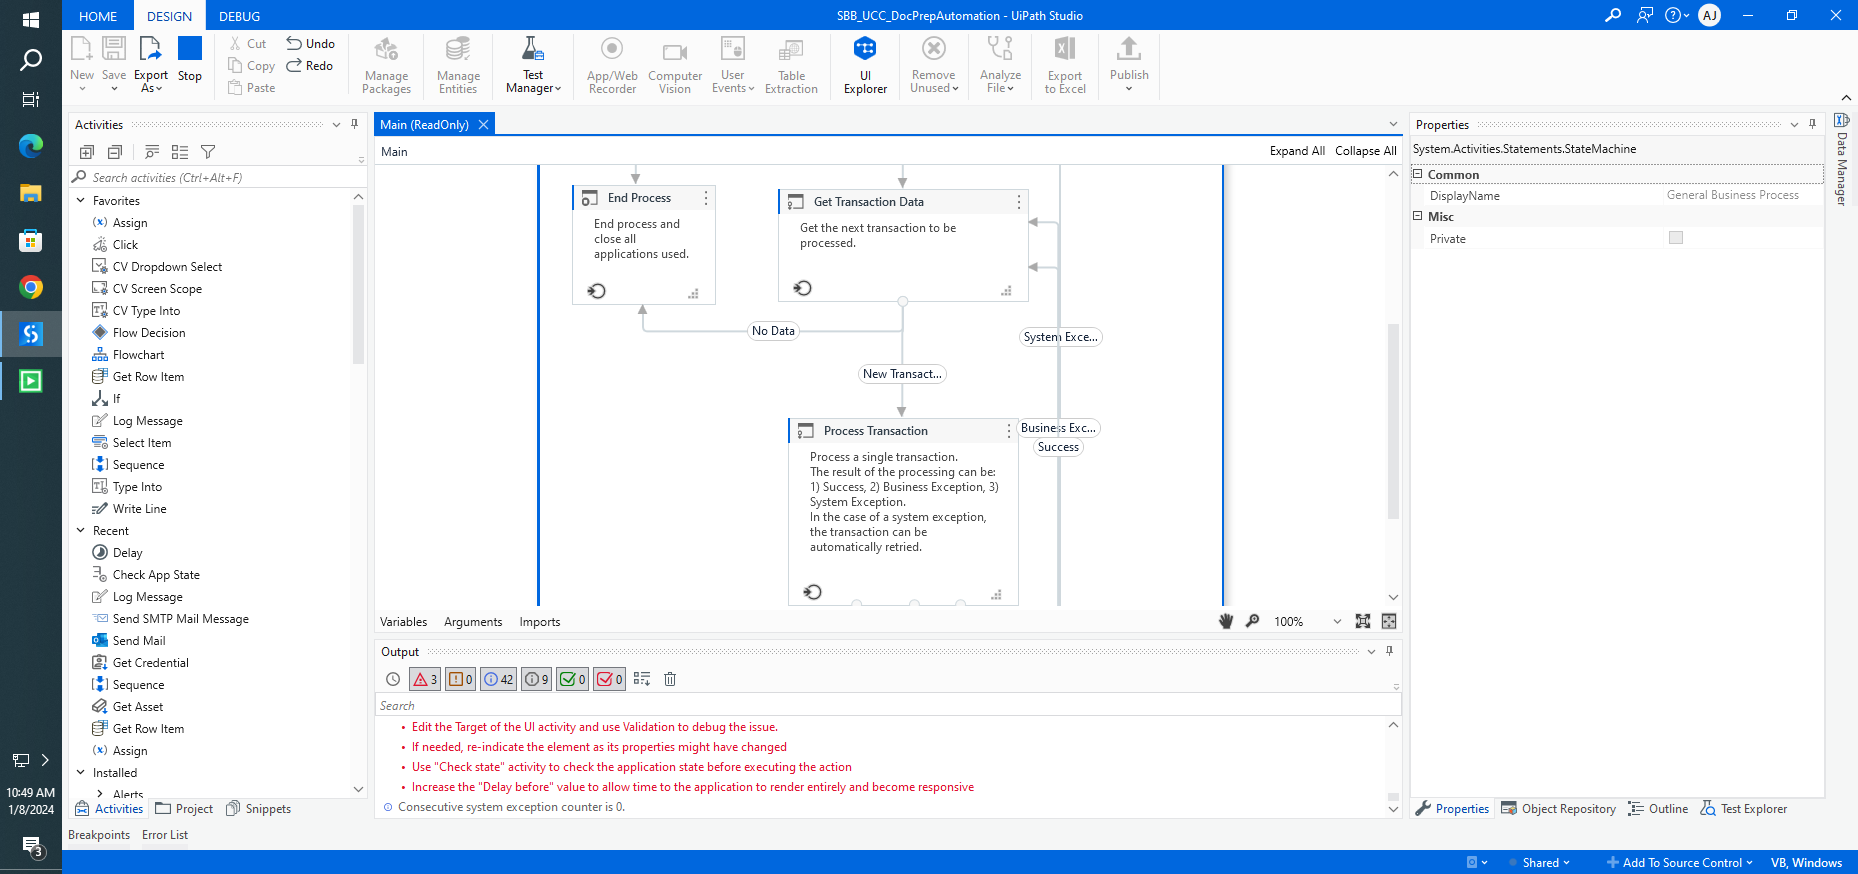 HOME
DESIGN
DEBUG
SBB_UCC_DocPrepAutomation - UiPath Studio
AJ
New
Save
Export As
Stop
Cut
Copy
Paste
Undo
Redo
Manage Packages
Manage Entities
Test Manager
App/Web Recorder
Computer Vision
User Events
Table Extraction
UI Explorer
Remove Unused
Analyze File
Export to Excel
Publish
Activities
Search activities (Ctrl+Alt+F)
Favorites
Assign
Click
CV Dropdown Select
CV Screen Scope
CV Type Into
Flow Decision
Flowchart
Get Row Item
If
Log Message
Select Item
Sequence
Type Into
Write Line
Recent
Delay
Check App State
Log Message
Send SMTP Mail Message
Send Mail
Get Credential
Sequence
Get Asset
Get Row Item
Assign
Installed
Alerts
Activities
Project
Snippets
Breakpoints
Error List
Main (ReadOnly)
Main
Expand All
Collapse All
End Process
End process and
close all
applications used.
Get Transaction Data
Get the next transaction to be
processed.
No Data
System Exce...
New Transact...
Process Transaction
Business Exc...
Success
Process a single transaction.
The result of the processing can be:
1) Success, 2) Business Exception, 3)
System Exception.
In the case of a system exception,
the transaction can be
automatically retried.
Variables
Arguments
Imports
100%
Output
3
0
42
9
0
0
Search
• Edit the Target of the UI activity and use Validation to debug the issue.
• If needed, re-indicate the element as its properties might have changed
• Use "Check state" activity to check the application state before executing the action
• Increase the "Delay before" value to allow time to the application to render entirely and become responsive
Consecutive system exception counter is 0.
Properties
System.Activities.Statements.StateMachine
Common
DisplayName
General Business Process
Misc
Private
Data Manager
Properties
Object Repository
Outline
Test Explorer
Shared
Add To Source Control
VB, Windows
10:49 AM
1/8/2024
3